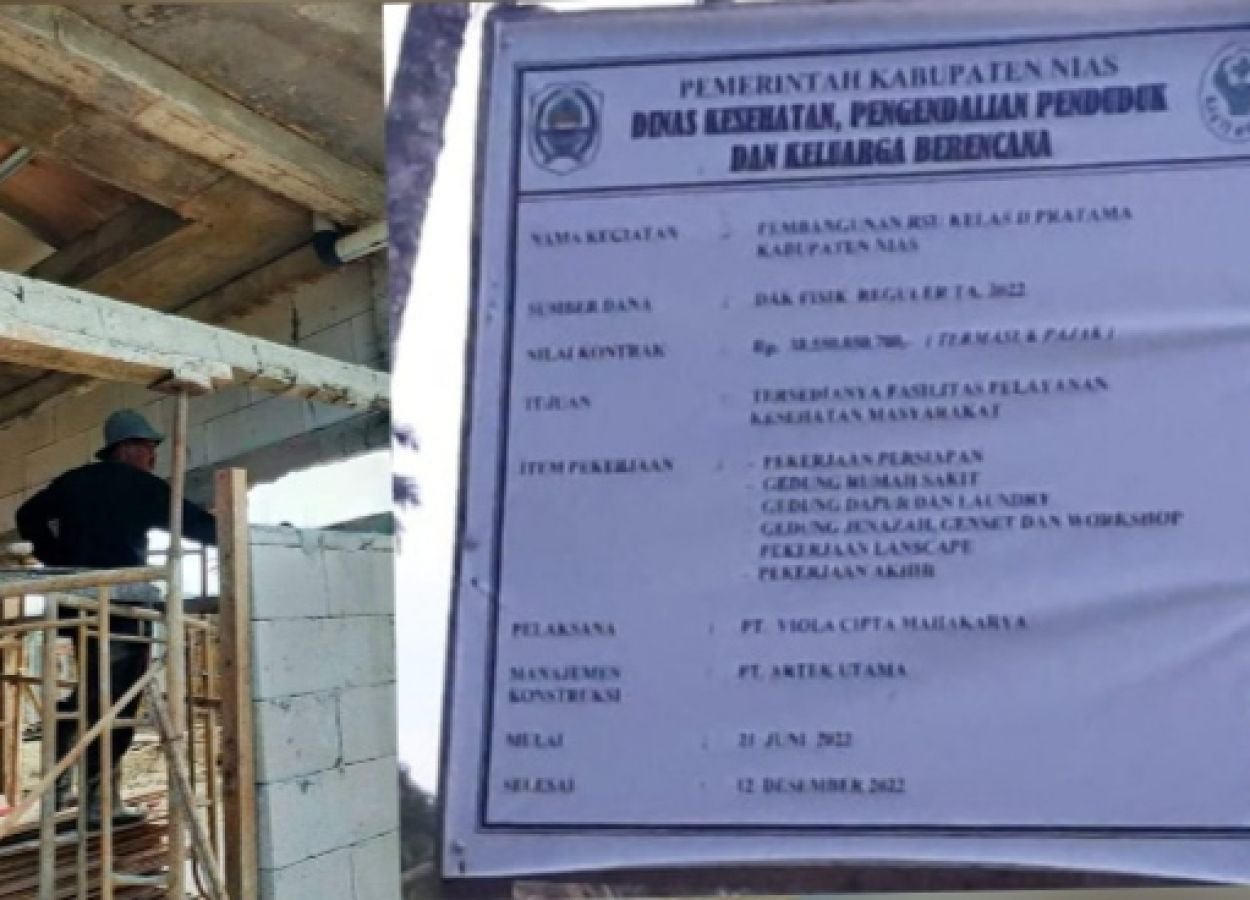 PEMERINTAH KABUPATEN NIAS
DINAS KESEHATAN, PENGENDALIAN PENDUDUK
DAN KELUARGA BERENCANA
NAMA KEGIATAN : PEMBANGUNAN RSU KELAS D PRATAMA
KABUPATEN NIAS
SUMBER DANA : DAK FISIK REGULER TA. 2022
NILAI KONTRAK : Rp. ( TERMASUK PAJAK )
TUJUAN : TERSEDIANYA FASILITAS PELAYANAN
KESEHATAN MASYARAKAT
ITEM PEKERJAAN : - PEKERJAAN PERSIAPAN
- GEDUNG RUMAH SAKIT
- GEDUNG DAPUR DAN LAUNDRY
- GEDUNG JENAZAH, GENSET DAN WORKSHOP
- PEKERJAAN LANSCAPE
- PEKERJAAN AKHIR
PELAKSANA : PT. VIOLA CIPTA MAHAKARYA
MANAJEMEN : PT. ARTEK UTAMA
KONSTRUKSI
MULAI : 21 JUNI 2022
SELESAI : 12 DESEMBER 2022